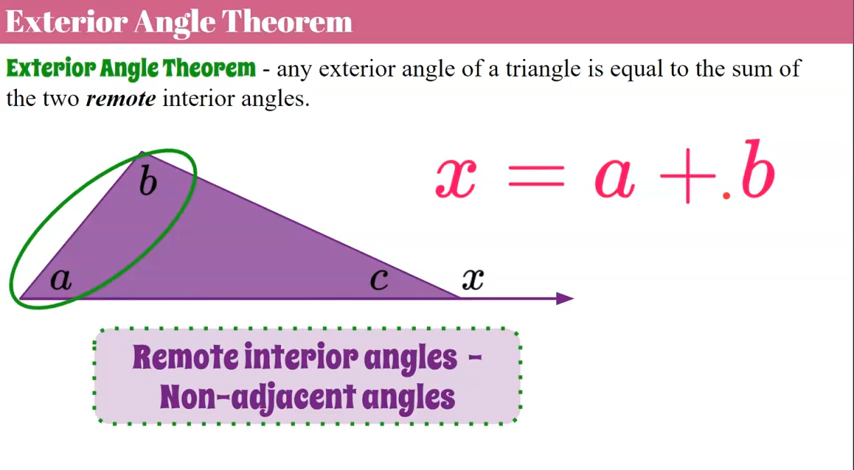 Exterior Angle Theorem
Exterior Angle Theorem - any exterior angle of a triangle is equal to the sum of
the two remote interior angles.
b
x = a + b
a
c
x
Remote interior angles -
Non-adjacent angles